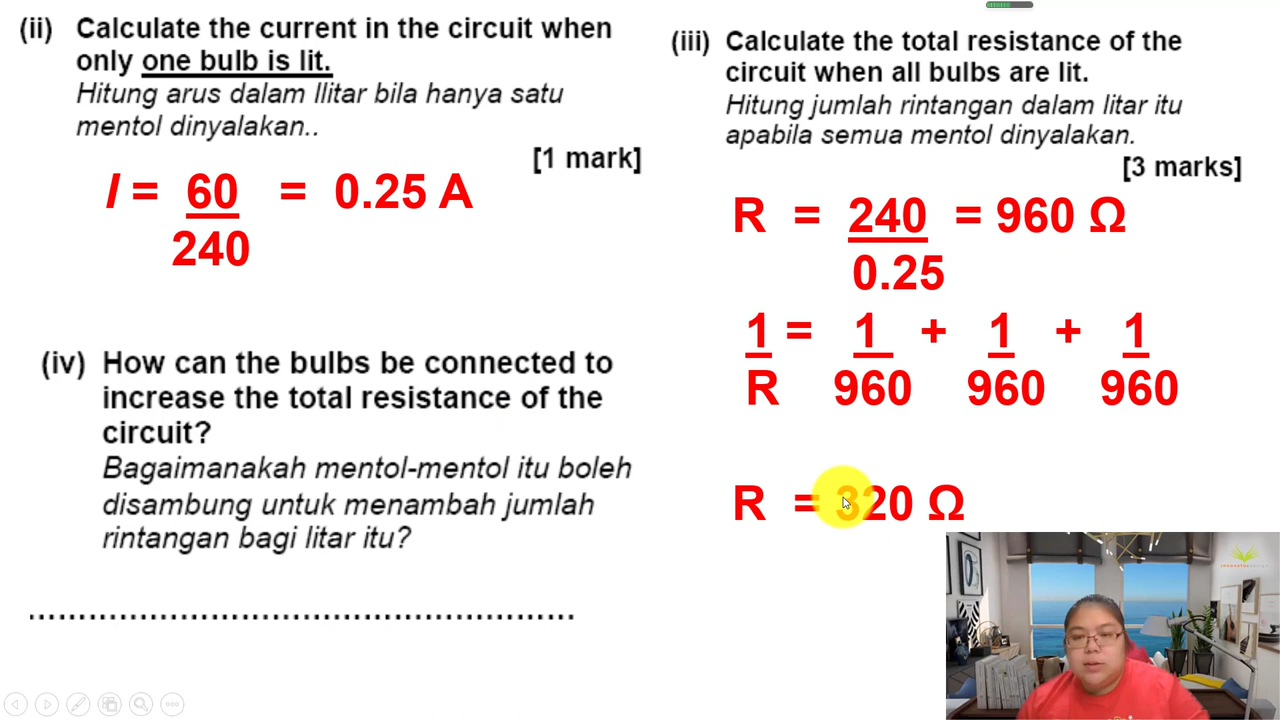 (ii) Calculate the current in the circuit when
only one bulb is lit.
Hitung arus dalam Llitar bila hanya satu
mentol dinyalakan..
[1 mark]
I = 60 = 0.25 A
240
(iv) How can the bulbs be connected to
increase the total resistance of the
circuit?
Bagaimanakah mentol-mentol itu boleh
disambung untuk menambah jumlah
rintangan bagi litar itu?
(iii) Calculate the total resistance of the
circuit when all bulbs are lit.
Hitung jumlah rintangan dalam litar itu
apabila semua mentol dinyalakan.
[3 marks]
R = 240 = 960 Ω
0.25
1 = 1 + 1 + 1
R 960 960 960
R = 320 Ω